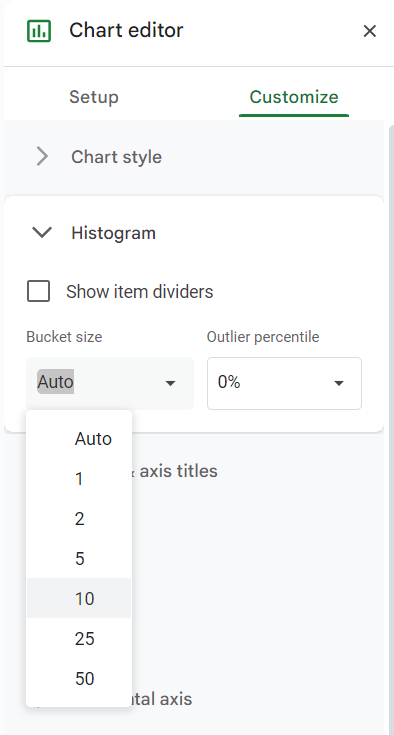 Chart editor
Setup Customize
Chart style
Histogram
Show item dividers
Bucket size Outlier percentile
Auto 0%
Auto
1
axis titles
2
5
10
25
50
axis